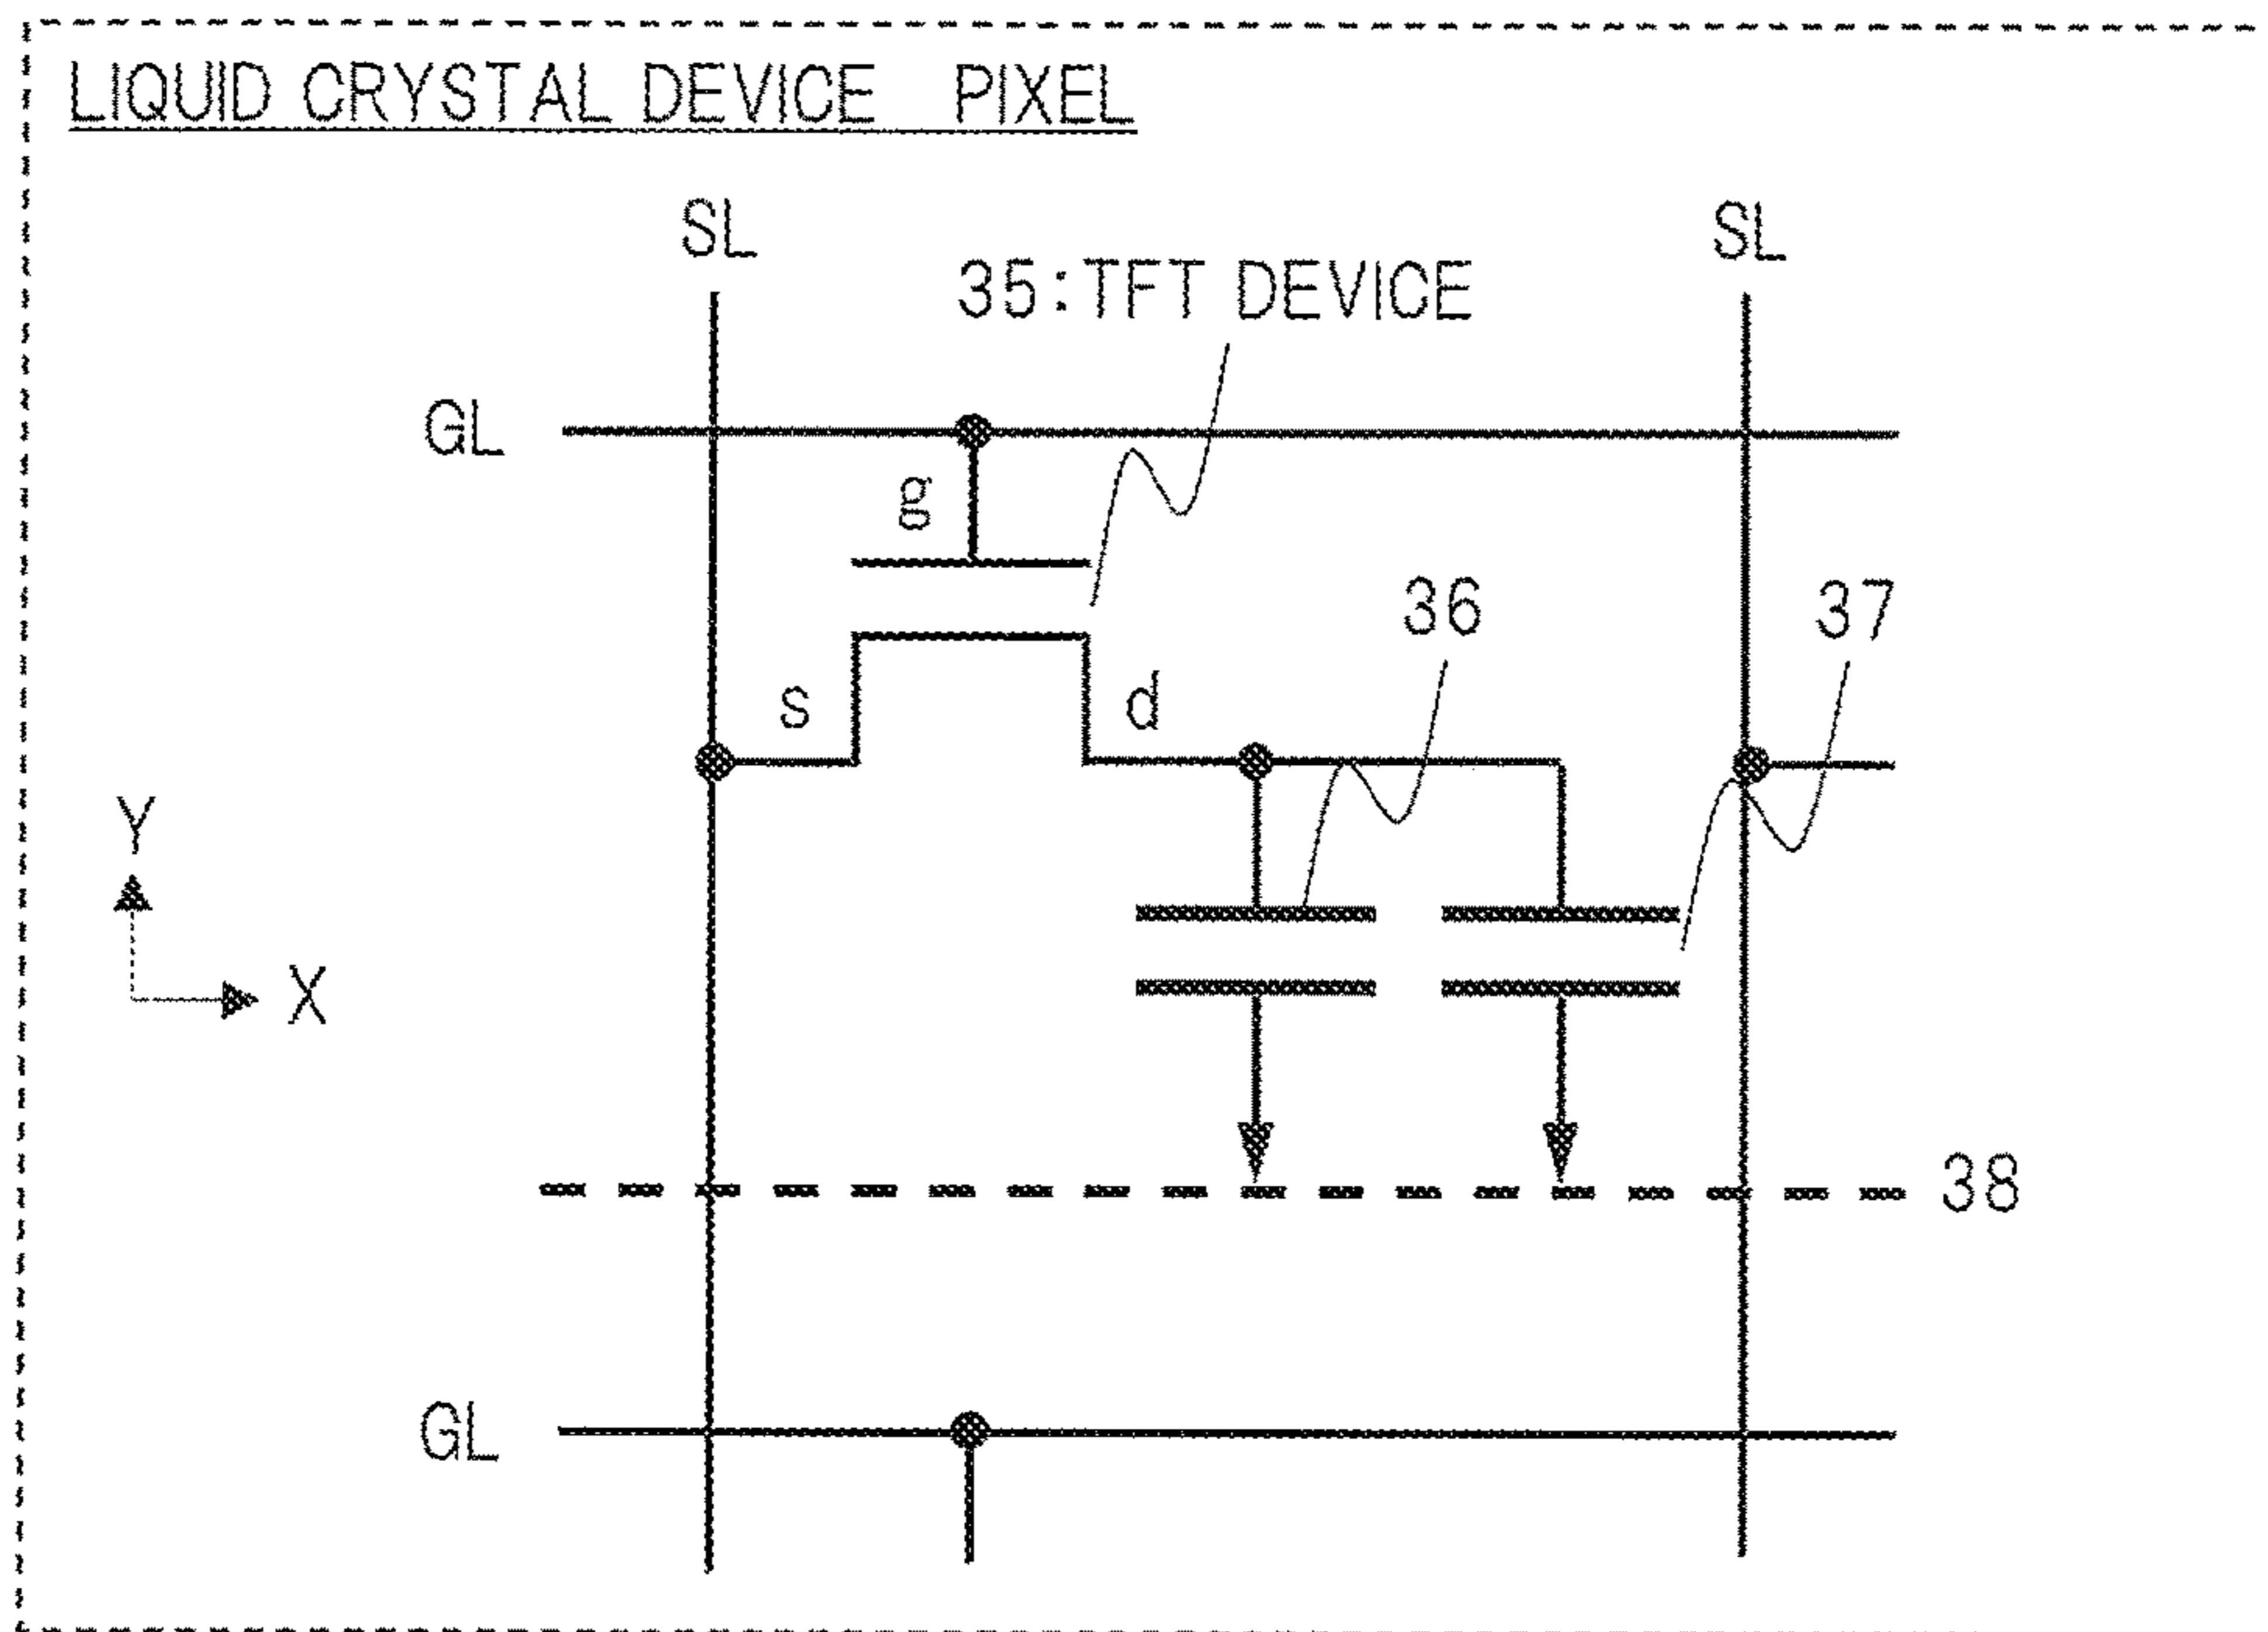 LIQUID CRYSTAL DEVICE PIXEL
SL
SL
35:TFT DEVICE
GL
g
36
37
s
d
Y
X
38
GL